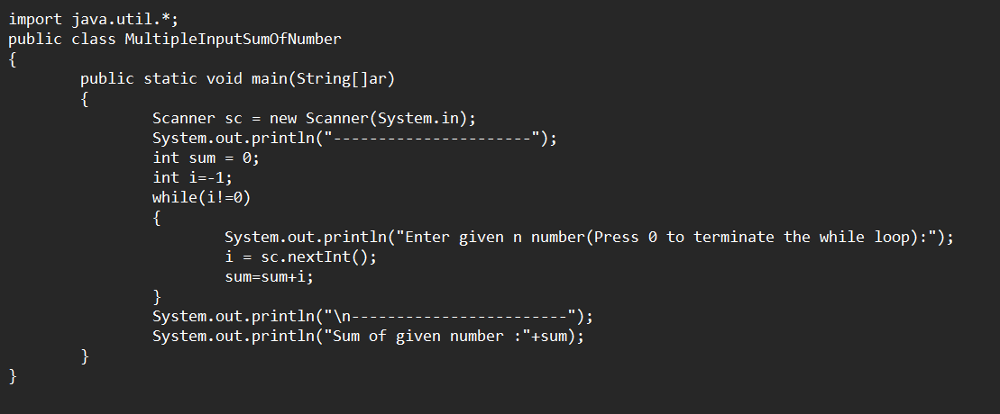 import java.util.*;
public class MultipleInputSumOfNumber
{
        public static void main(String[]ar)
        {
                Scanner sc = new Scanner(System.in);
                System.out.println("----------------------");
                int sum = 0;
                int i=-1;
                while(i!=0)
                {
                        System.out.println("Enter given n number(Press 0 to terminate the while loop):");
                        i = sc.nextInt();
                        sum=sum+i;
                }
                System.out.println("\n------------------------");
                System.out.println("Sum of given number :"+sum);
        }
}